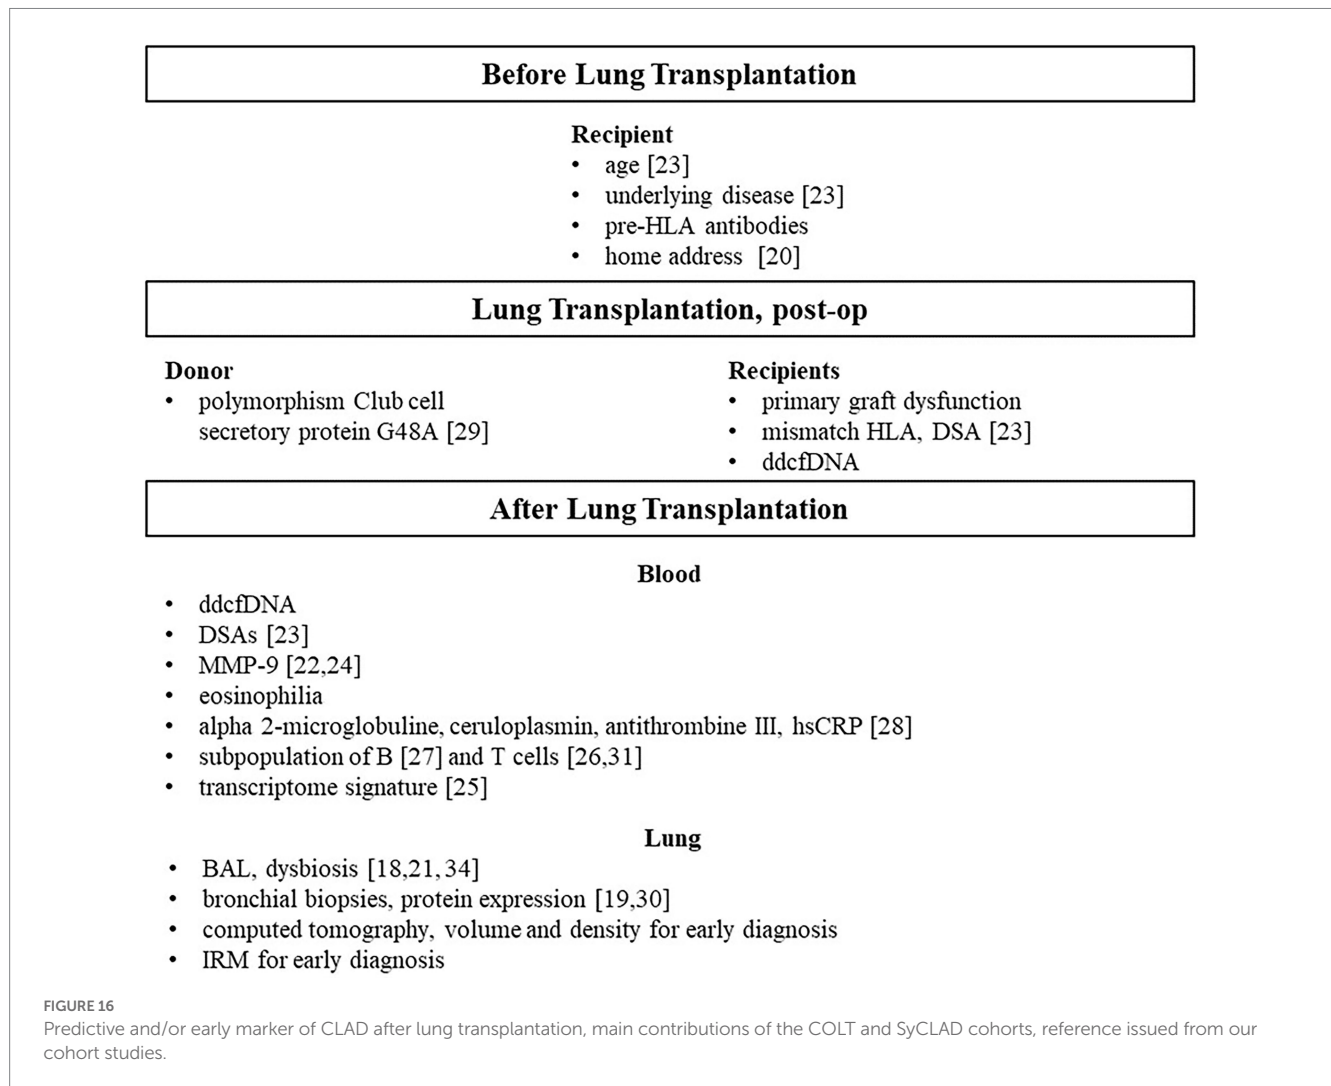 Before Lung Transplantation
Recipient
• age [23]
• underlying disease [23]
• pre-HLA antibodies
• home address [20]
Lung Transplantation, post-op
Donor
• polymorphism Club cell
secretory protein G48A [29]
Recipients
• primary graft dysfunction
• mismatch HLA, DSA [23]
• ddcfDNA
After Lung Transplantation
Blood
• ddcfDNA
• DSAs [23]
• MMP-9 [22,24]
• eosinophilia
• alpha 2-microglobuline, ceruloplasmin, antithrombine III, hsCRP [28]
• subpopulation of B [27] and T cells [26,31]
• transcriptome signature [25]
Lung
• BAL, dysbiosis [18,21, 34]
• bronchial biopsies, protein expression [19,30]
• computed tomography, volume and density for early diagnosis
• IRM for early diagnosis
FIGURE 16
Predictive and/or early marker of CLAD after lung transplantation, main contributions of the COLT and SyCLAD cohorts, reference issued from our
cohort studies.